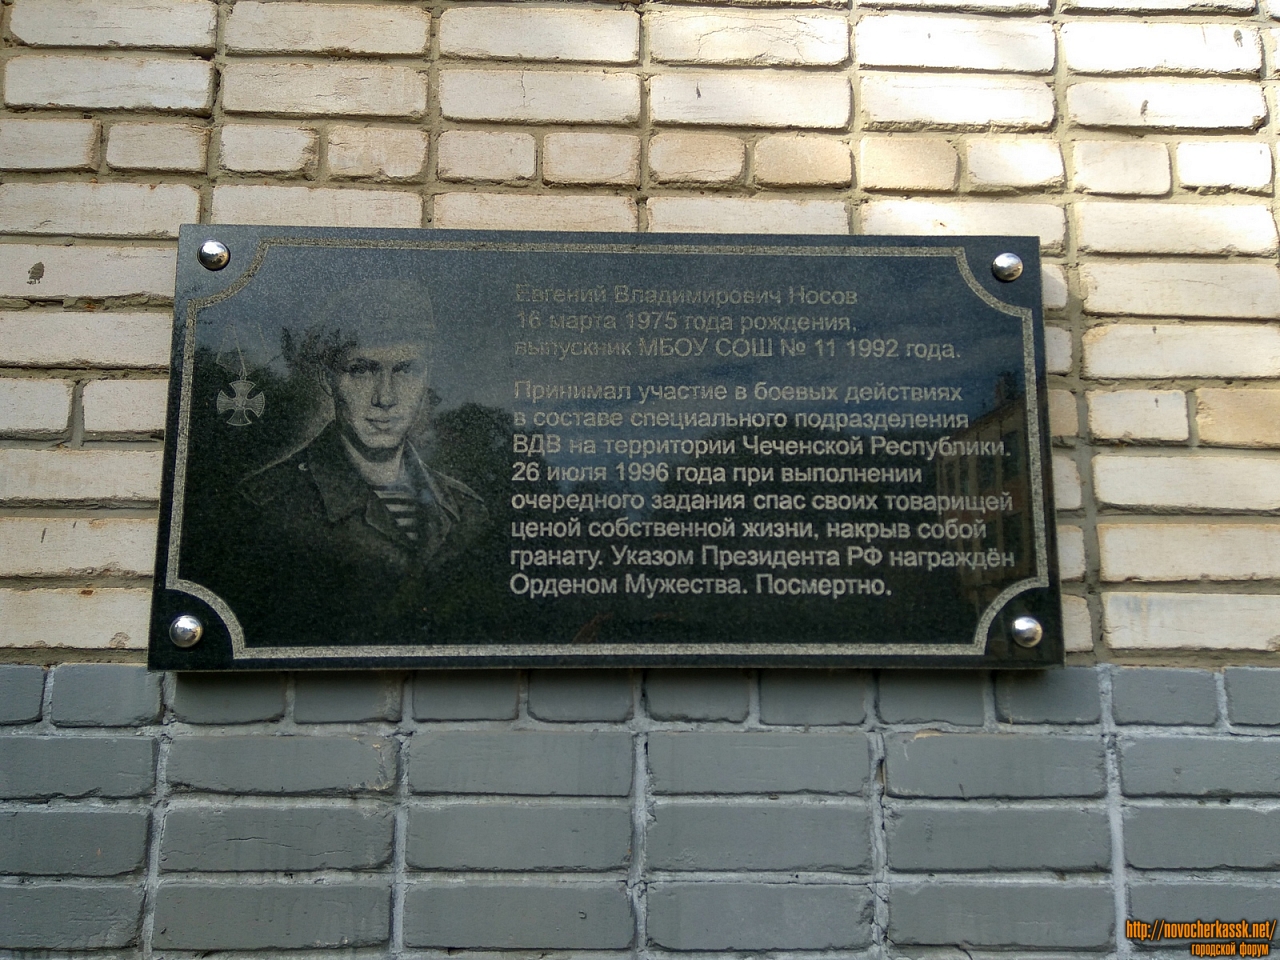 Евгений Владимирович Носов
16 марта 1975 года рождения,
выпускник МБОУ СОШ № 11 1992 года.
Принимал участие в боевых действиях
в составе специального подразделения
ВДВ на территории Чеченской Республики.
26 июля 1996 года при выполнении
очередного задания спас своих товарищей
ценой собственной жизни, накрыв собой
гранату. Указом Президента РФ награждён
Орденом Мужества. Посмертно.
http://novocherkassk.net/
городской форум